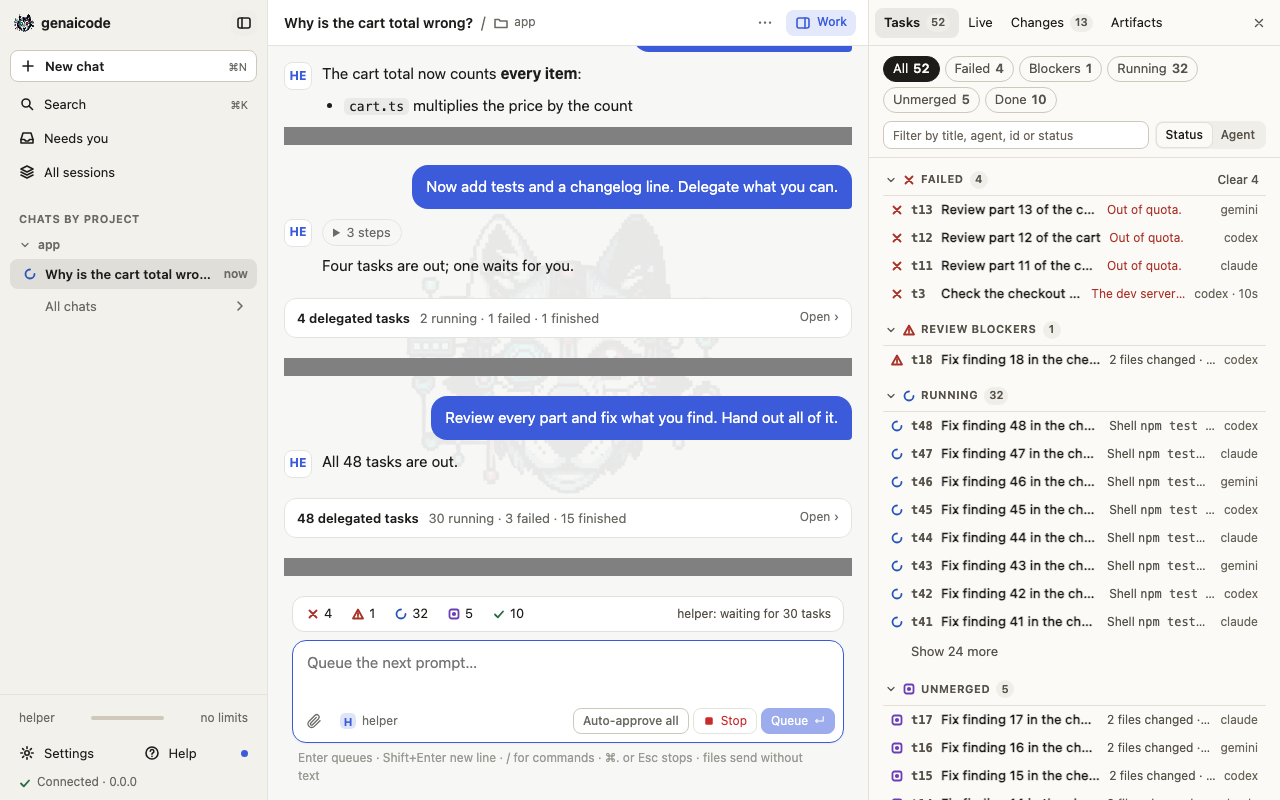 genaicode
New chat ⌘N
Search ⌘K
Needs you
All sessions
CHATS BY PROJECT
app
Why is the cart total wro... now
All chats
helper no limits
Settings Help
Connected · 0.0.0
Why is the cart total wrong? / app
··· Work
HE The cart total now counts every item:
• cart.ts multiplies the price by the count
Now add tests and a changelog line. Delegate what you can.
HE 3 steps
Four tasks are out; one waits for you.
4 delegated tasks 2 running · 1 failed · 1 finished Open ›
Review every part and fix what you find. Hand out all of it.
HE All 48 tasks are out.
48 delegated tasks 30 running · 3 failed · 15 finished Open ›
4 1 32 5 10 helper: waiting for 30 tasks
Queue the next prompt...
H helper Auto-approve all Stop Queue ↵
Enter queues · Shift+Enter new line · / for commands · ⌘. or Esc stops · files send without
text
Tasks 52 Live Changes 13 Artifacts
All 52 Failed 4 Blockers 1 Running 32
Unmerged 5 Done 10
Filter by title, agent, id or status Status Agent
FAILED 4 Clear 4
t13 Review part 13 of the c... Out of quota. gemini
t12 Review part 12 of the cart Out of quota. codex
t11 Review part 11 of the c... Out of quota. claude
t3 Check the checkout ... The dev server... codex · 10s
REVIEW BLOCKERS 1
t18 Fix finding 18 in the che... 2 files changed · ... codex
RUNNING 32
t48 Fix finding 48 in the ch... Shell npm test ... codex
t47 Fix finding 47 in the ch... Shell npm test... claude
t46 Fix finding 46 in the ch... Shell npm test... gemini
t45 Fix finding 45 in the ch... Shell npm test ... codex
t44 Fix finding 44 in the ch... Shell npm test... claude
t43 Fix finding 43 in the ch... Shell npm test... gemini
t42 Fix finding 42 in the ch... Shell npm test ... codex
t41 Fix finding 41 in the ch... Shell npm test... claude
Show 24 more
UNMERGED 5
t17 Fix finding 17 in the ch... 2 files changed ·... claude
t16 Fix finding 16 in the ch... 2 files changed ·... gemini
t15 Fix finding 15 in the che... 2 files changed · ... codex